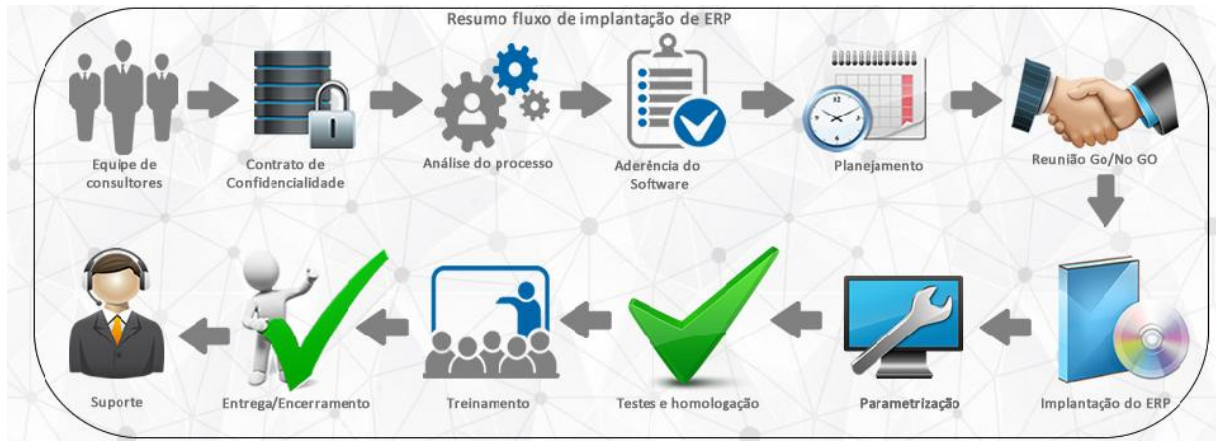 Resumo fluxo de implantação de ERP
Equipe de
consultores
Contrato de
Confidencialidade
Análise do processo
Aderência do
Software
Planejamento
Reunião Go/No GO
Implantação do ERP
Parametrização
Testes e homologação
Treinamento
Entrega/Encerramento
Suporte